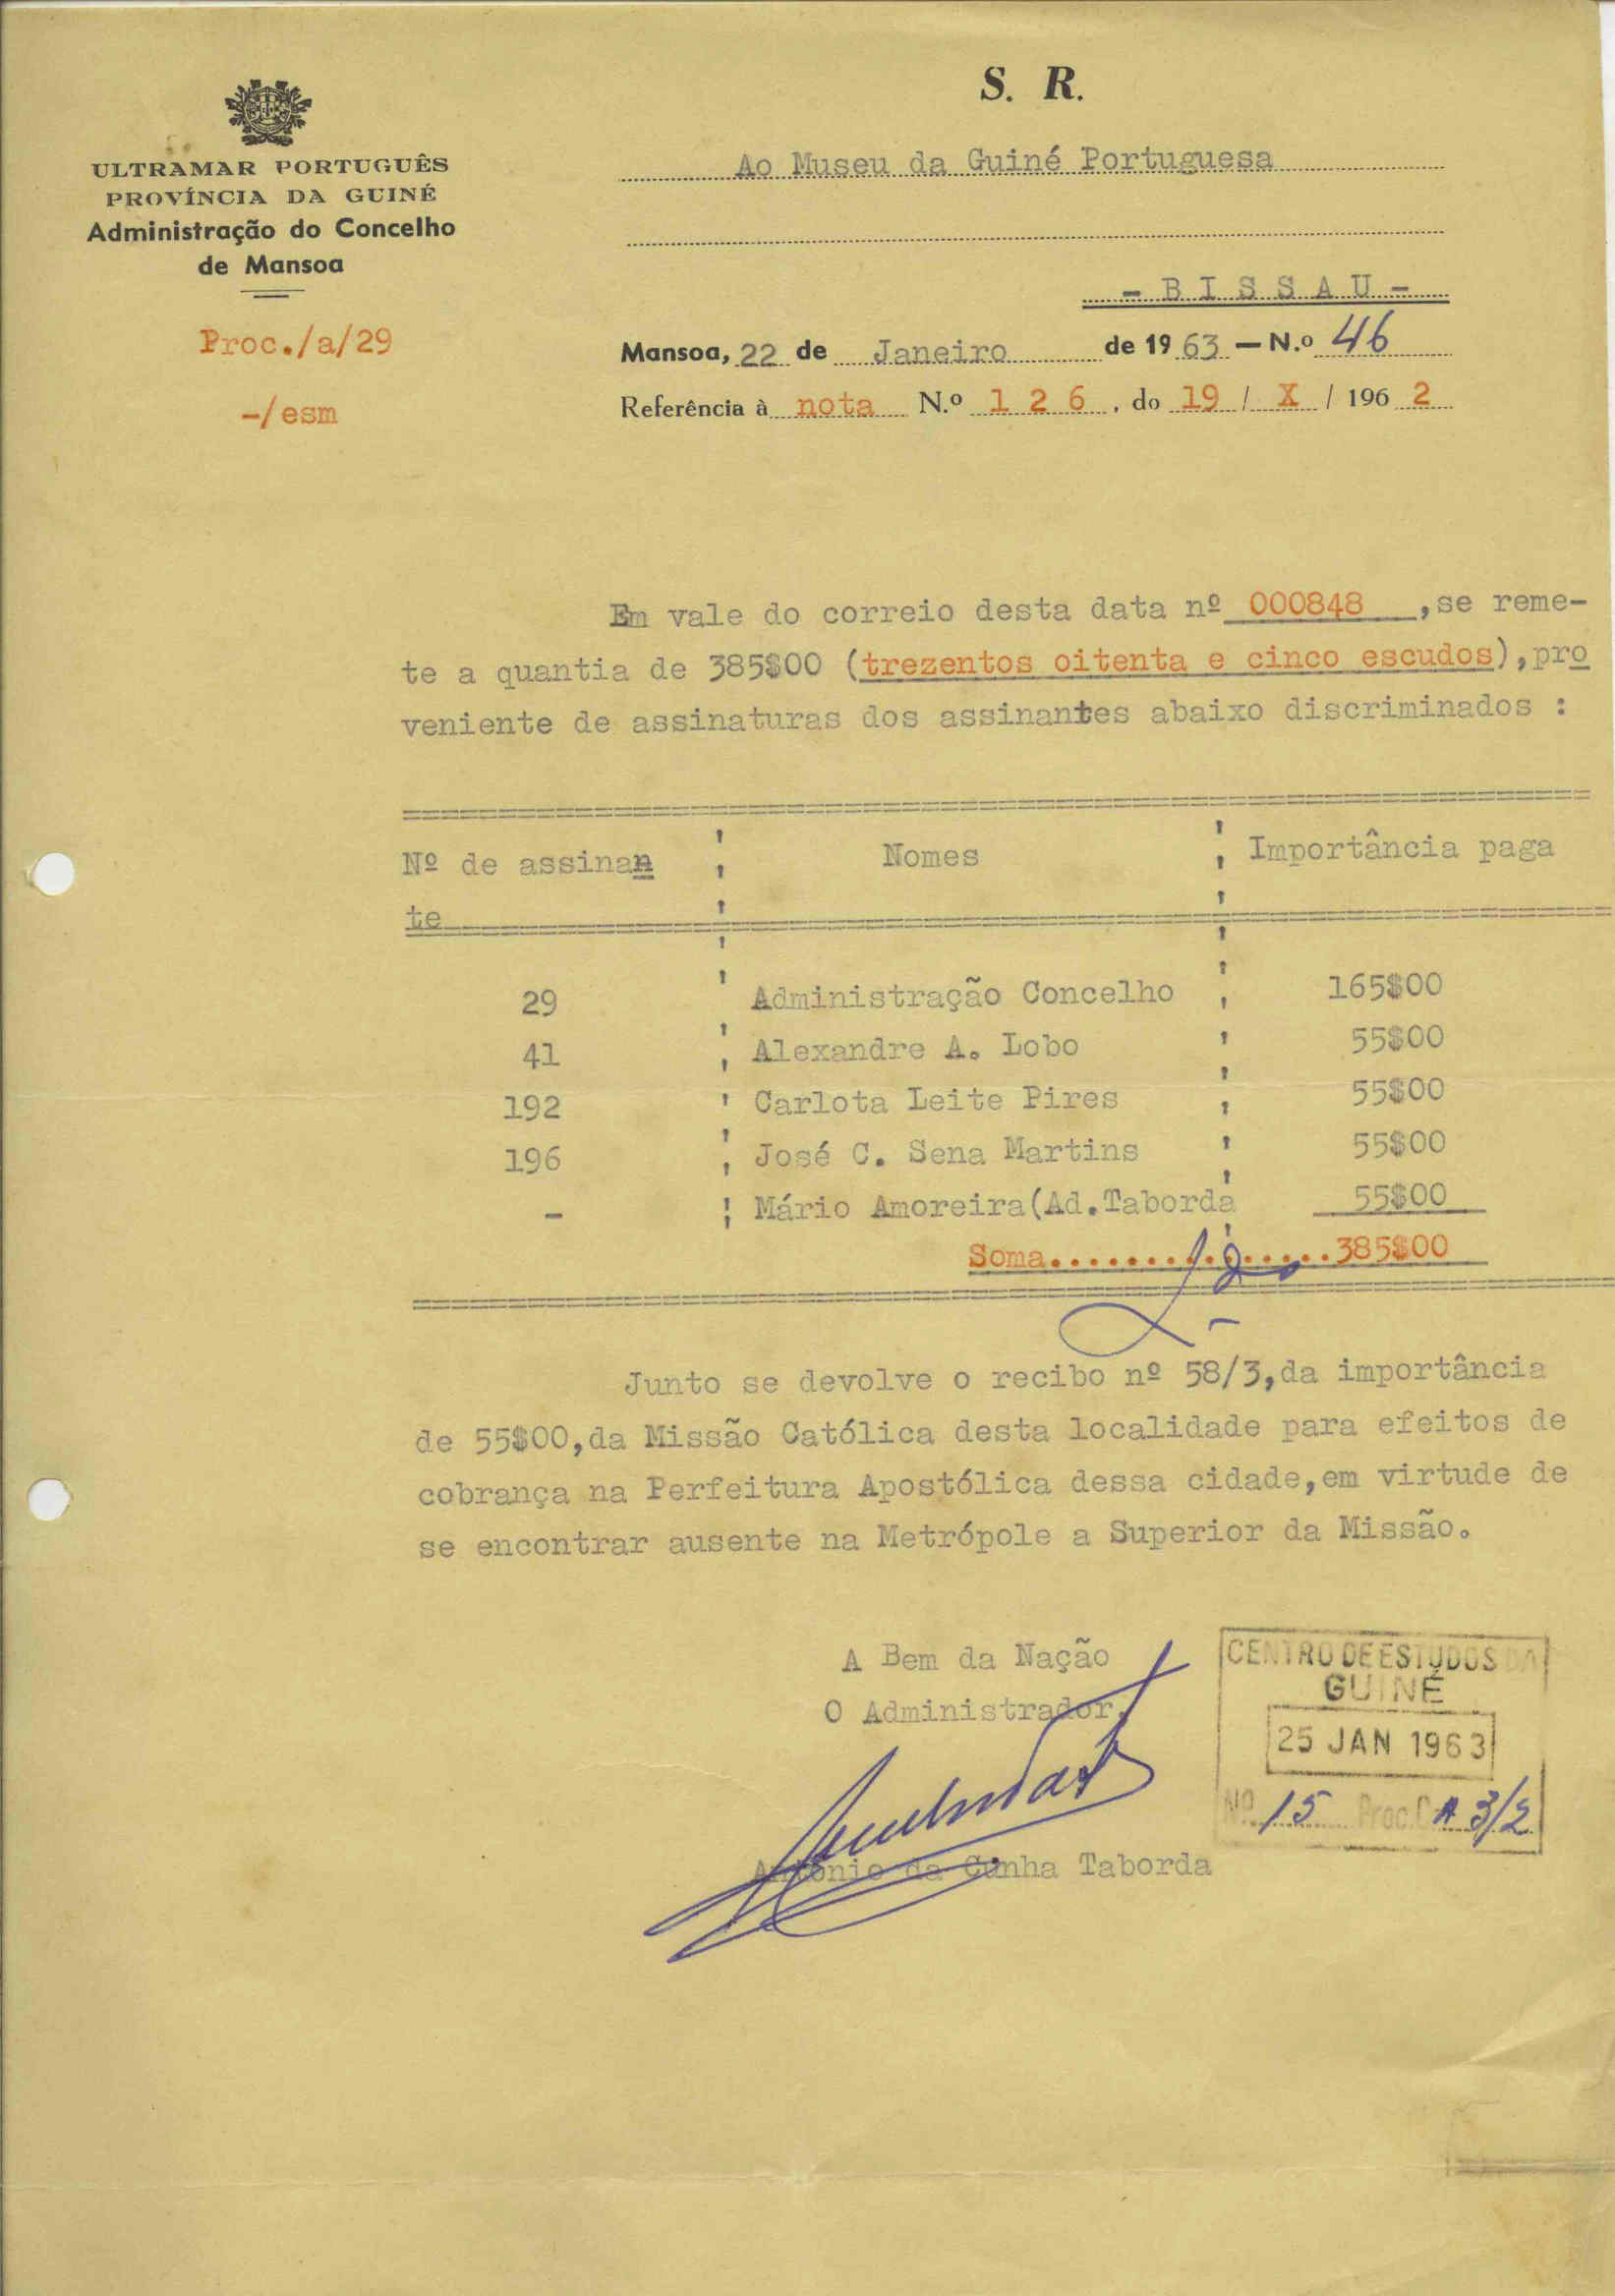 S. R.
ULTRAMAR PORTUGUÊS
PROVÍNCIA DA GUINÉ
Administração do Concelho
de Mansoa
Proc./a/29
-/esm
Ao Museu da Guiné Portuguesa
- B I S S A U -
Mansoa, 22 de Janeiro de 1963 — N.º 46
Referência à nota N.º 1 2 6 , do 19 / X / 196 2
Em vale do correio desta data nº 000848 ,se reme-
te a quantia de 385$00 (trezentos oitenta e cinco escudos),pro
veniente de assinaturas dos assinantes abaixo discriminados :
Nº de assinan Nomes Importância paga
te
29 Administração Concelho 165$00
41 Alexandre A. Lobo 55$00
192 Carlota Leite Pires 55$00
196 José C. Sena Martins 55$00
- Mário Amoreira(Ad.Taborda 55$00
Soma...............385$00
Junto se devolve o recibo nº 58/3,da importância
de 55$00,da Missão Católica desta localidade para efeitos de
cobrança na Perfeitura Apostólica dessa cidade,em virtude de
se encontrar ausente na Metrópole a Superior da Missão.
A Bem da Nação
O Administrador,
António da Cunha Taborda
CENTRO DE ESTUDOS DA
GUINÉ
25 JAN 1963
Nº 15 Proc. A 3/2